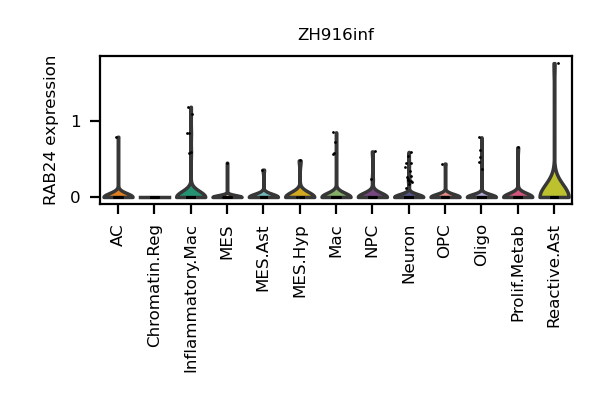 ZH916inf
RAB24 expression
1
0
AC
Chromatin.Reg
Inflammatory.Mac
MES
MES.Ast
MES.Hyp
Mac
NPC
Neuron
OPC
Oligo
Prolif.Metab
Reactive.Ast